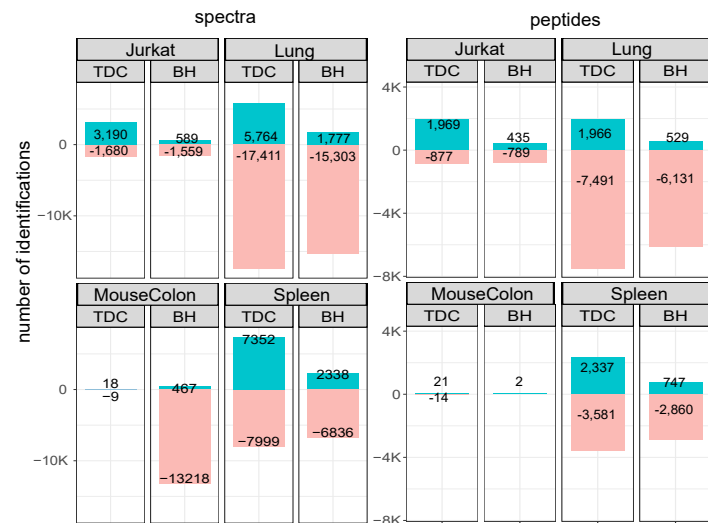 spectra
peptides
number of identifications
Jurkat
Lung
TDC
BH
TDC
BH
0
−10K
3,190
-1,680
589
-1,559
5,764
-17,411
1,777
-15,303
MouseColon
Spleen
TDC
BH
TDC
BH
0
−10K
18
−9
467
−13218
7352
−7999
2338
−6836
Jurkat
Lung
TDC
BH
TDC
BH
4K
0
−4K
−8K
1,969
-877
435
-789
1,966
-7,491
529
-6,131
MouseColon
Spleen
TDC
BH
TDC
BH
4K
0
−4K
−8K
21
-14
2
2,337
-3,581
747
-2,860